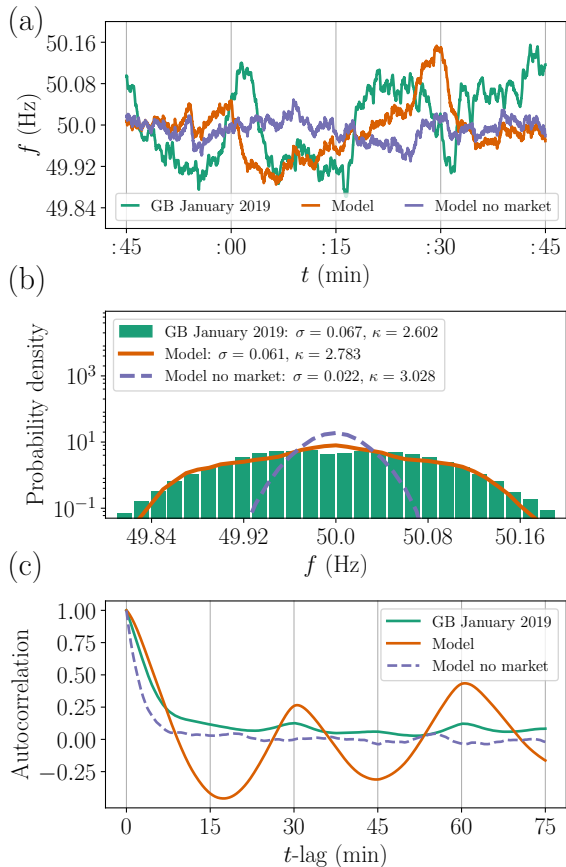 (a)
f (Hz)
50.16
50.08
50.0
49.92
49.84
GB January 2019
Model
Model no market
:45
:00
:15
:30
:45
t (min)
(b)
Probability density
10³
10¹
10⁻¹
GB January 2019: σ = 0.067, κ = 2.602
Model: σ = 0.061, κ = 2.783
Model no market: σ = 0.022, κ = 3.028
49.84
49.92
50.0
50.08
50.16
f (Hz)
(c)
Autocorrelation
1.00
0.75
0.50
0.25
0.00
−0.25
GB January 2019
Model
Model no market
0
15
30
45
60
75
t-lag (min)